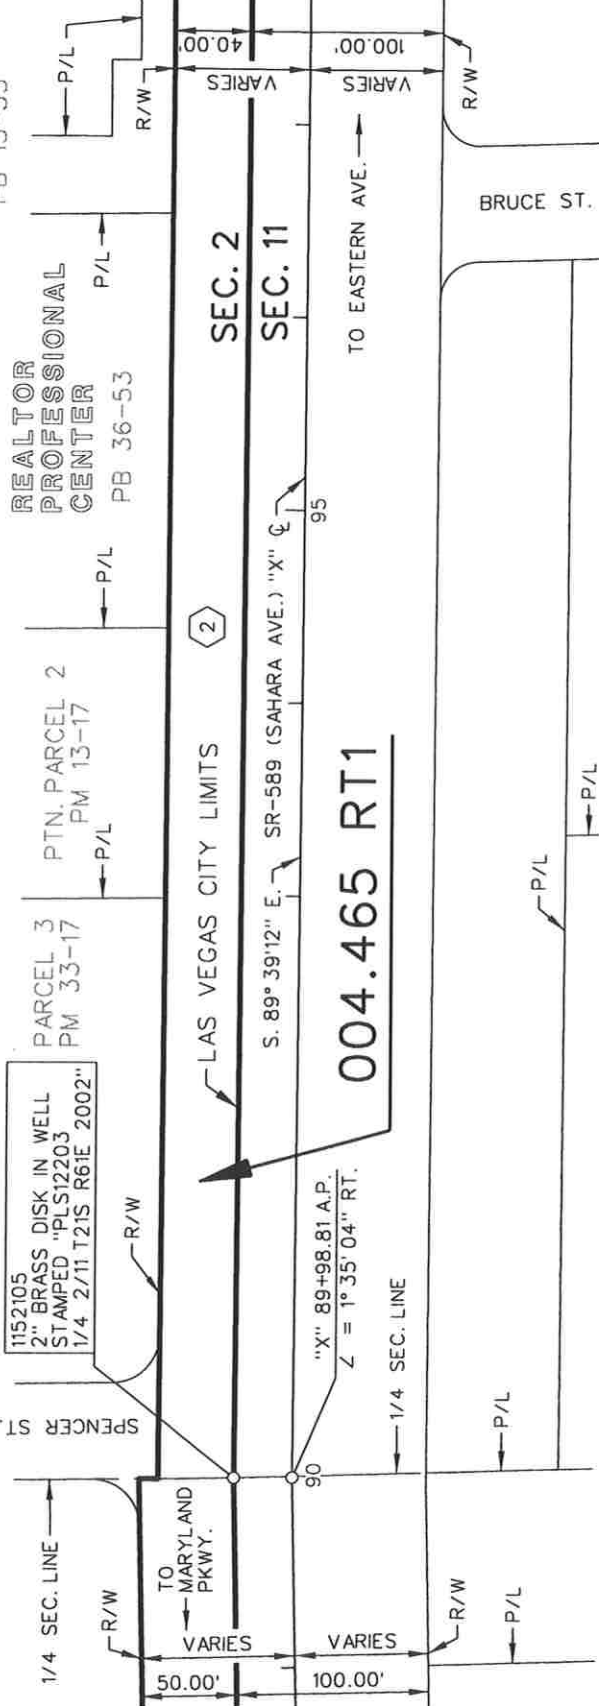 P/L
R/W
40.00'
100.00'
VARIES
VARIES
R/W
P/L
TO EASTERN AVE.
BRUCE ST.
SEC. 2
SEC. 11
REALTOR
PROFESSIONAL
CENTER
PB 36-53
P/L
2
95
SR-589 (SAHARA AVE.) "X" ℄
PTN. PARCEL 2
PM 13-17
P/L
LAS VEGAS CITY LIMITS
S. 89° 39'12" E.
004.465 RT1
P/L
P/L
PARCEL 3
PM 33-17
1152105
2" BRASS DISK IN WELL
STAMPED "PLS12203
1/4 2/11 T21S R61E 2002"
R/W
"X" 89+98.81 A.P.
∠ = 1° 35' 04" RT.
1/4 SEC. LINE
SPENCER ST.
90
P/L
1/4 SEC. LINE
R/W
TO
MARYLAND
PKWY.
VARIES
VARIES
50.00'
100.00'
R/W
P/L